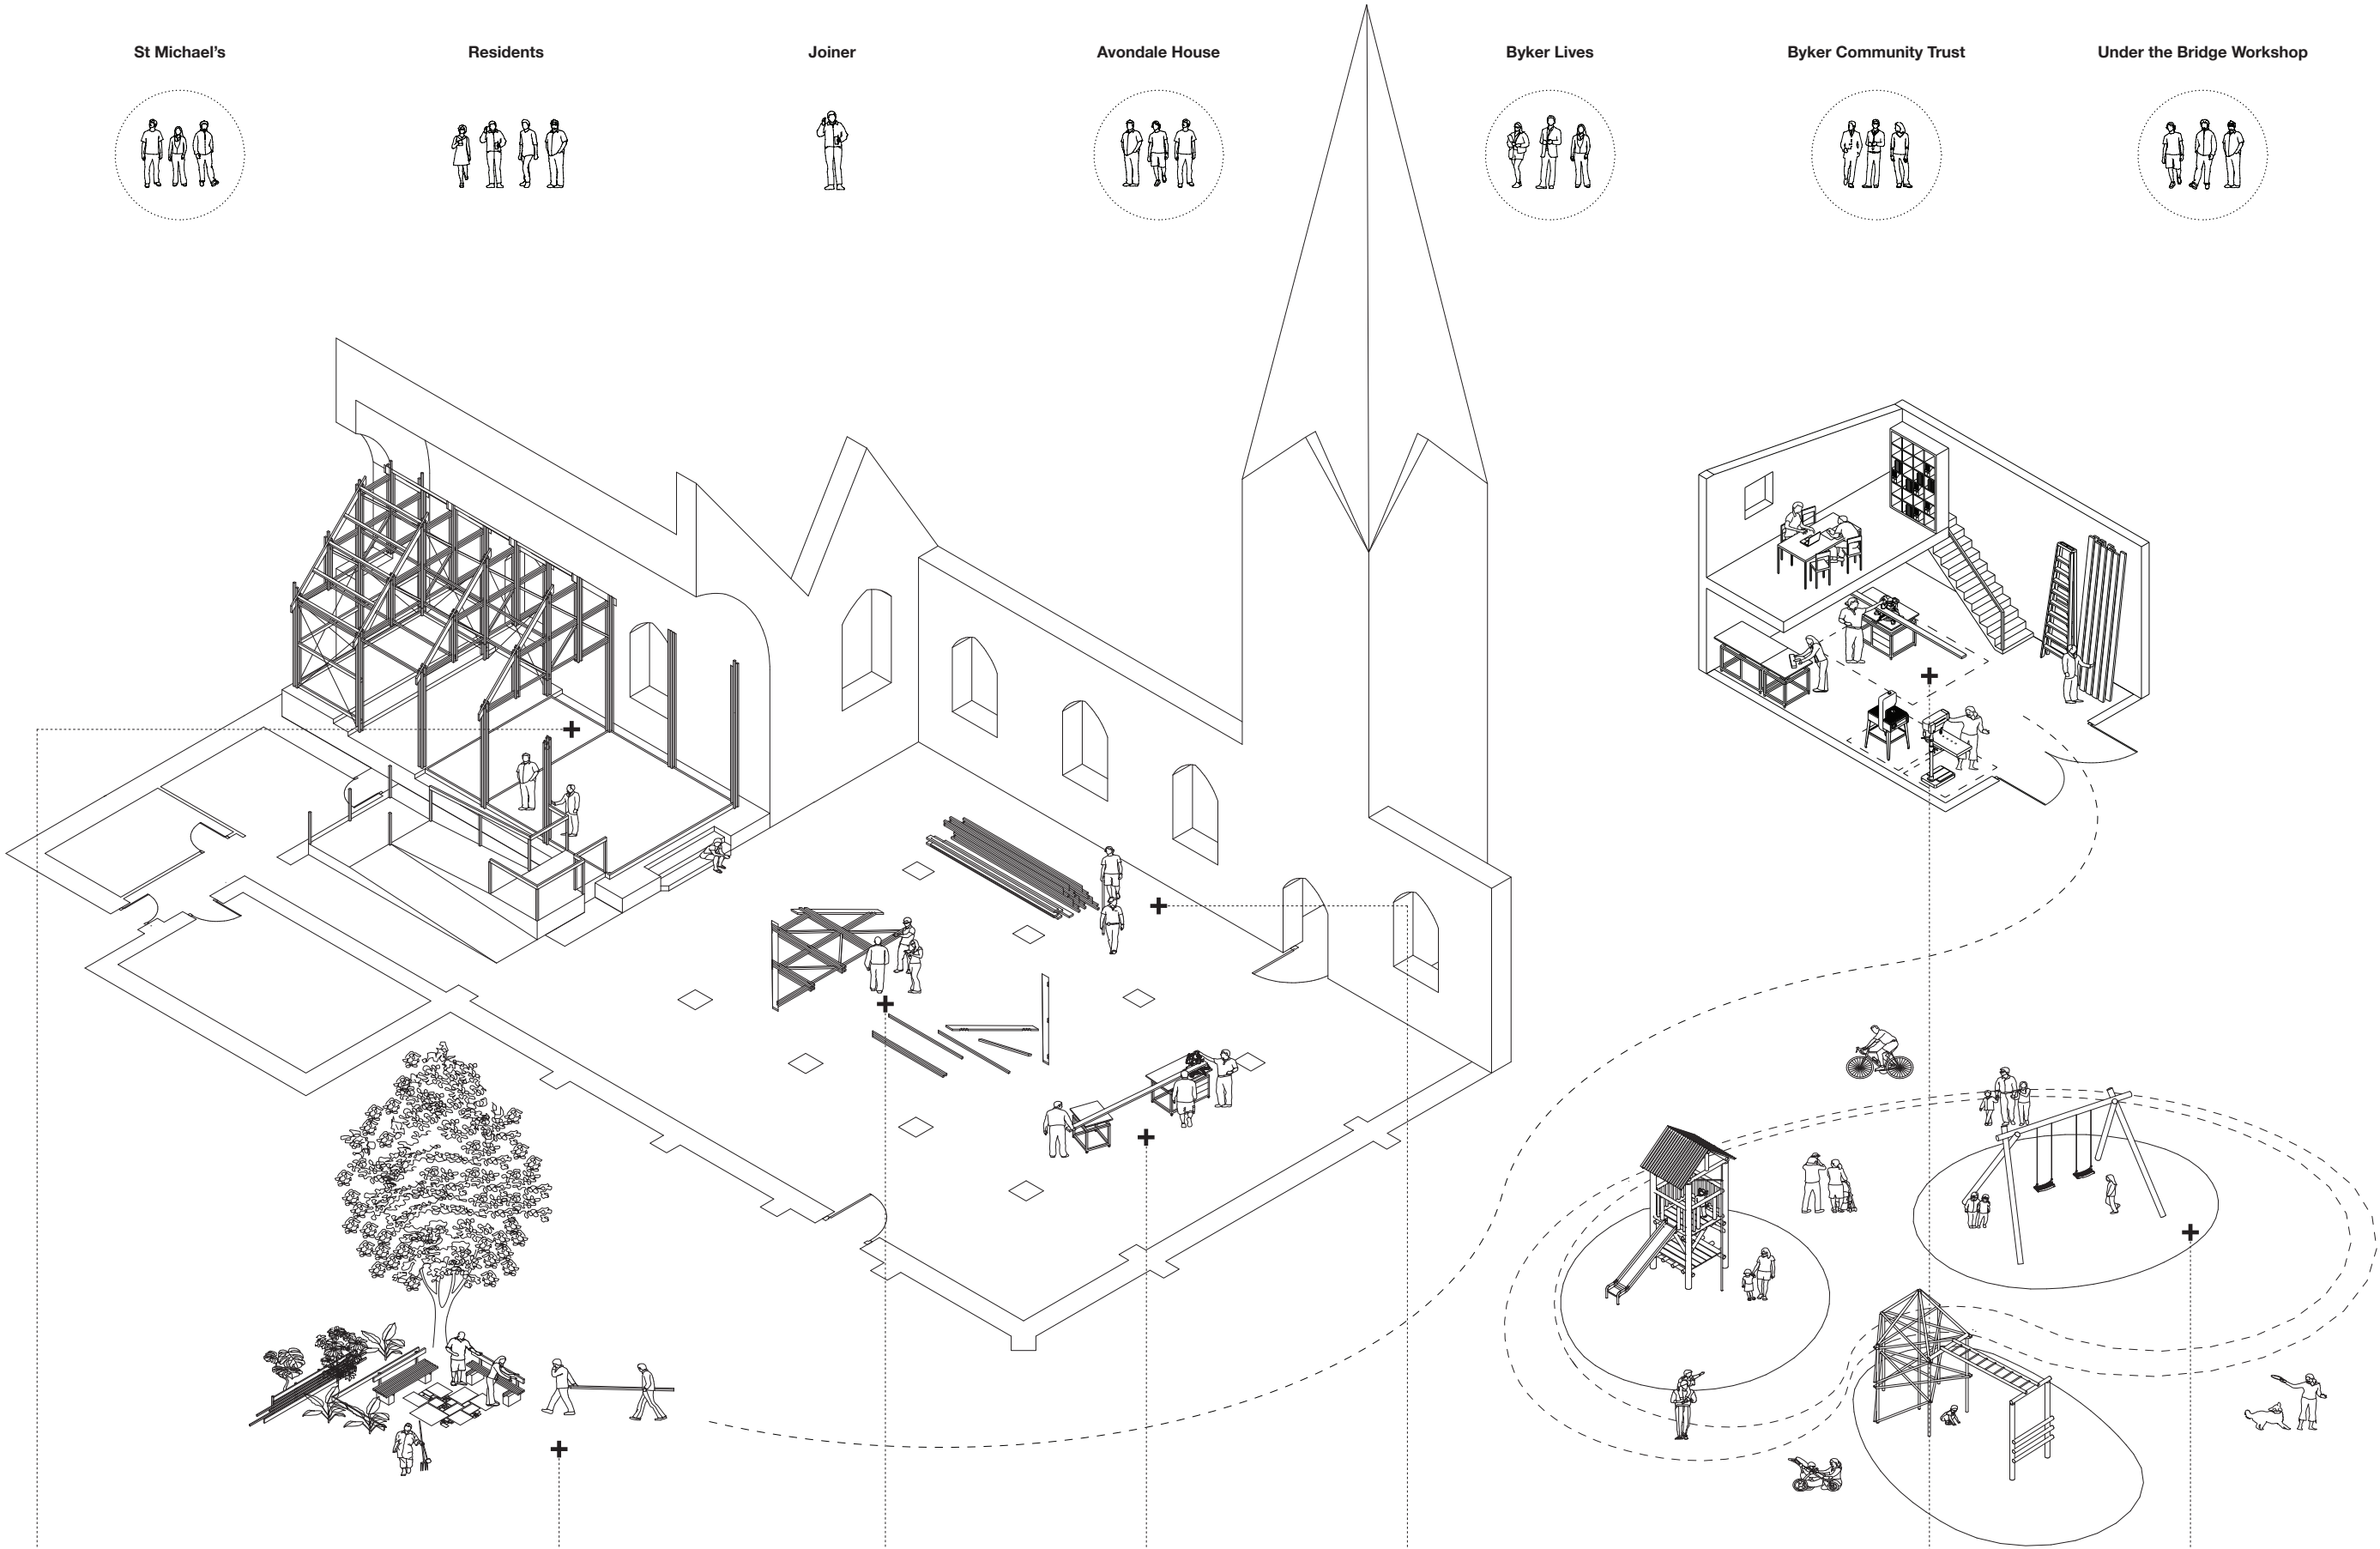 St Michael’s
Residents
Joiner
Avondale House
Byker Lives
Byker Community Trust
Under the Bridge Workshop